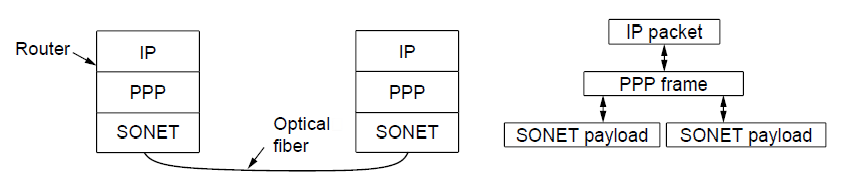 Router
IP
PPP
SONET
Optical
fiber
IP
PPP
SONET
IP packet
PPP frame
SONET payload
SONET payload